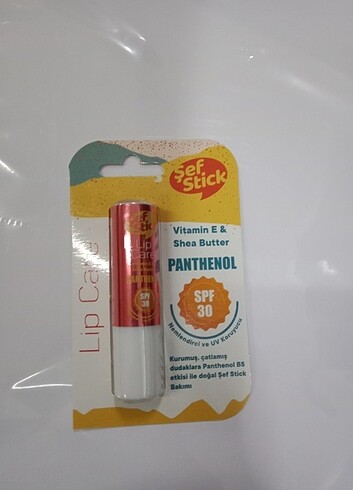 Şef
Stick
Vitamin E &
Shea Butter
PANTHENOL
SPF
30
Nemlendirici ve UV Koruyucu
Kurumuş, çatlamış
dudaklara Panthenol B5
etkisi ile doğal Şef Stick
Bakımı
Lip Care
Şef
Stick
Lip
Care
PANTHENOL
SPF
30